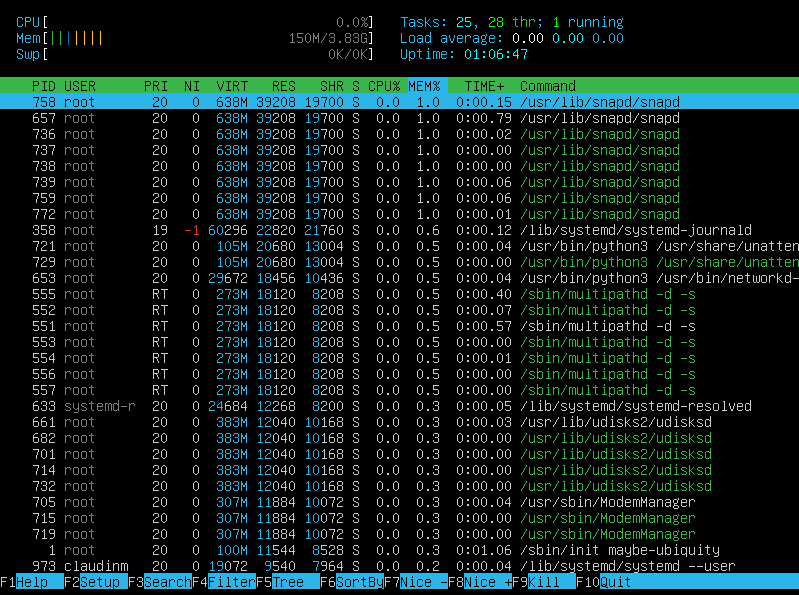 CPU[ 0.0%] Tasks: 25, 28 thr; 1 running
Mem[||||||| 150M/3.83G] Load average: 0.00 0.00 0.00
Swp[ 0K/0K] Uptime: 01:06:47
PID USER PRI NI VIRT RES SHR S CPU% MEM% TIME+ Command
758 root 20 0 638M 39208 19700 S 0.0 1.0 0:00.15 /usr/lib/snapd/snapd
657 root 20 0 638M 39208 19700 S 0.0 1.0 0:00.79 /usr/lib/snapd/snapd
736 root 20 0 638M 39208 19700 S 0.0 1.0 0:00.02 /usr/lib/snapd/snapd
737 root 20 0 638M 39208 19700 S 0.0 1.0 0:00.00 /usr/lib/snapd/snapd
738 root 20 0 638M 39208 19700 S 0.0 1.0 0:00.00 /usr/lib/snapd/snapd
739 root 20 0 638M 39208 19700 S 0.0 1.0 0:00.06 /usr/lib/snapd/snapd
759 root 20 0 638M 39208 19700 S 0.0 1.0 0:00.06 /usr/lib/snapd/snapd
772 root 20 0 638M 39208 19700 S 0.0 1.0 0:00.01 /usr/lib/snapd/snapd
358 root 19 -1 60296 22820 21760 S 0.0 0.6 0:00.12 /lib/systemd/systemd-journald
721 root 20 0 105M 20680 13004 S 0.0 0.5 0:00.04 /usr/bin/python3 /usr/share/unatten
729 root 20 0 105M 20680 13004 S 0.0 0.5 0:00.00 /usr/bin/python3 /usr/share/unatten
653 root 20 0 29672 18456 10436 S 0.0 0.5 0:00.04 /usr/bin/python3 /usr/bin/networkd-
555 root RT 0 273M 18120 8208 S 0.0 0.5 0:00.40 /sbin/multipathd -d -s
552 root RT 0 273M 18120 8208 S 0.0 0.5 0:00.07 /sbin/multipathd -d -s
551 root RT 0 273M 18120 8208 S 0.0 0.5 0:00.57 /sbin/multipathd -d -s
553 root RT 0 273M 18120 8208 S 0.0 0.5 0:00.00 /sbin/multipathd -d -s
554 root RT 0 273M 18120 8208 S 0.0 0.5 0:00.01 /sbin/multipathd -d -s
556 root RT 0 273M 18120 8208 S 0.0 0.5 0:00.00 /sbin/multipathd -d -s
557 root RT 0 273M 18120 8208 S 0.0 0.5 0:00.00 /sbin/multipathd -d -s
633 systemd-r 20 0 24684 12268 8200 S 0.0 0.3 0:00.05 /lib/systemd/systemd-resolved
661 root 20 0 383M 12040 10168 S 0.0 0.3 0:00.03 /usr/lib/udisks2/udisksd
682 root 20 0 383M 12040 10168 S 0.0 0.3 0:00.00 /usr/lib/udisks2/udisksd
701 root 20 0 383M 12040 10168 S 0.0 0.3 0:00.00 /usr/lib/udisks2/udisksd
714 root 20 0 383M 12040 10168 S 0.0 0.3 0:00.00 /usr/lib/udisks2/udisksd
732 root 20 0 383M 12040 10168 S 0.0 0.3 0:00.00 /usr/lib/udisks2/udisksd
705 root 20 0 307M 11884 10072 S 0.0 0.3 0:00.04 /usr/sbin/ModemManager
715 root 20 0 307M 11884 10072 S 0.0 0.3 0:00.00 /usr/sbin/ModemManager
719 root 20 0 307M 11884 10072 S 0.0 0.3 0:00.00 /usr/sbin/ModemManager
1 root 20 0 100M 11544 8528 S 0.0 0.3 0:01.06 /sbin/init maybe-ubiquity
973 claudinm 20 0 19072 9540 7964 S 0.0 0.2 0:00.04 /lib/systemd/systemd --user
F1Help F2Setup F3SearchF4FilterF5Tree F6SortByF7Nice -F8Nice +F9Kill F10Quit